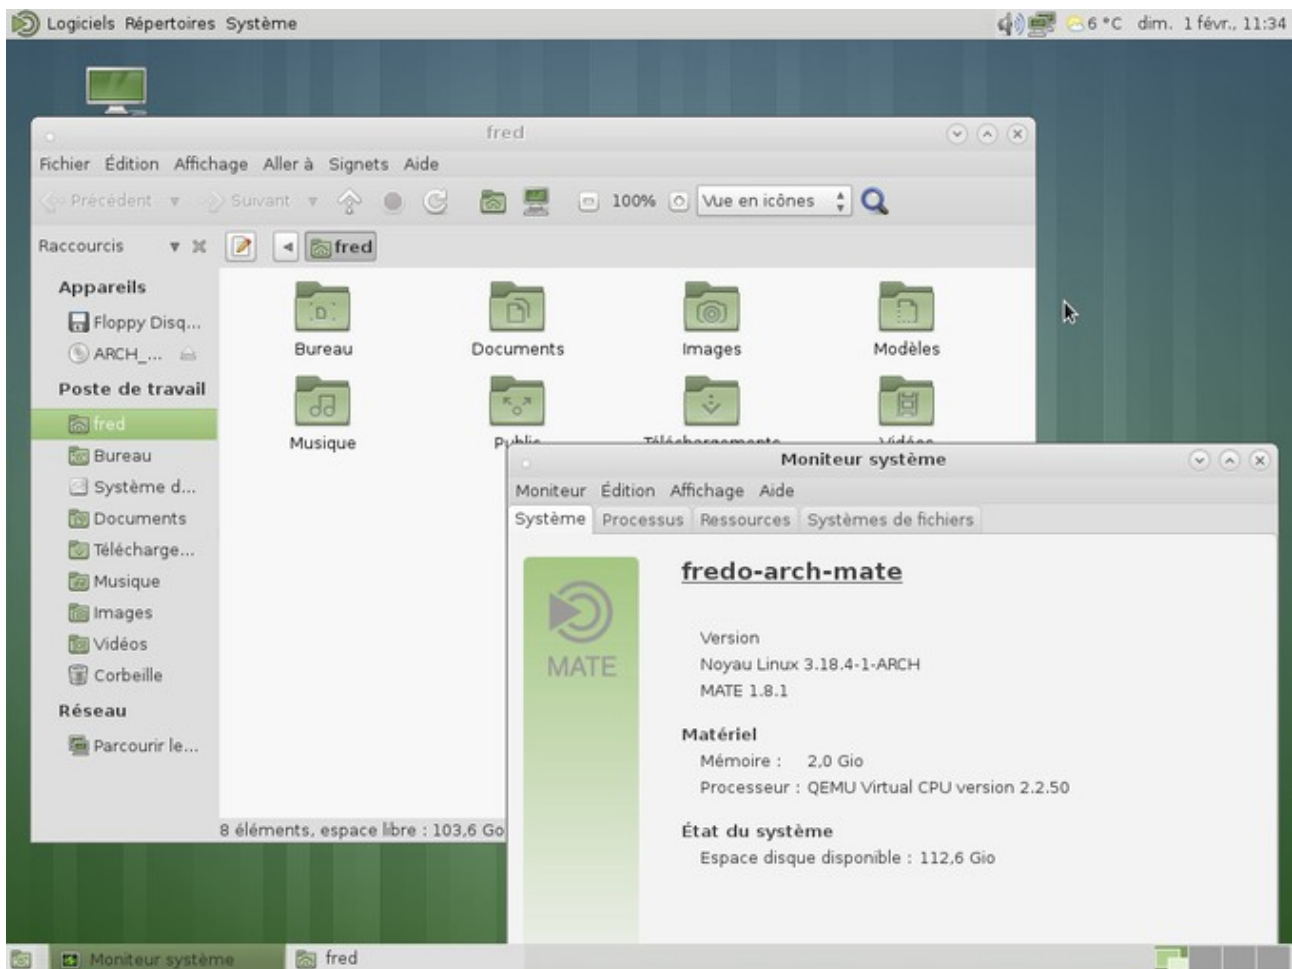 Logiciels Répertoires Système
6 °C dim. 1 févr., 11:34
fred
Fichier Édition Affichage Aller à Signets Aide
Précédent Suivant 100% Vue en icônes
Raccourcis
fred
Appareils
Floppy Disq...
ARCH_...
Poste de travail
fred
Bureau
Système d...
Documents
Télécharge...
Musique
Images
Vidéos
Corbeille
Réseau
Parcourir le...
Bureau Documents Images Modèles
Musique Public Téléchargements Vidéos
8 éléments, espace libre : 103,6 Go
Moniteur système
Moniteur Édition Affichage Aide
Système Processus Ressources Systèmes de fichiers
MATE
fredo-arch-mate
Version
Noyau Linux 3.18.4-1-ARCH
MATE 1.8.1
Matériel
Mémoire : 2,0 Gio
Processeur : QEMU Virtual CPU version 2.2.50
État du système
Espace disque disponible : 112,6 Gio
Moniteur système
fred